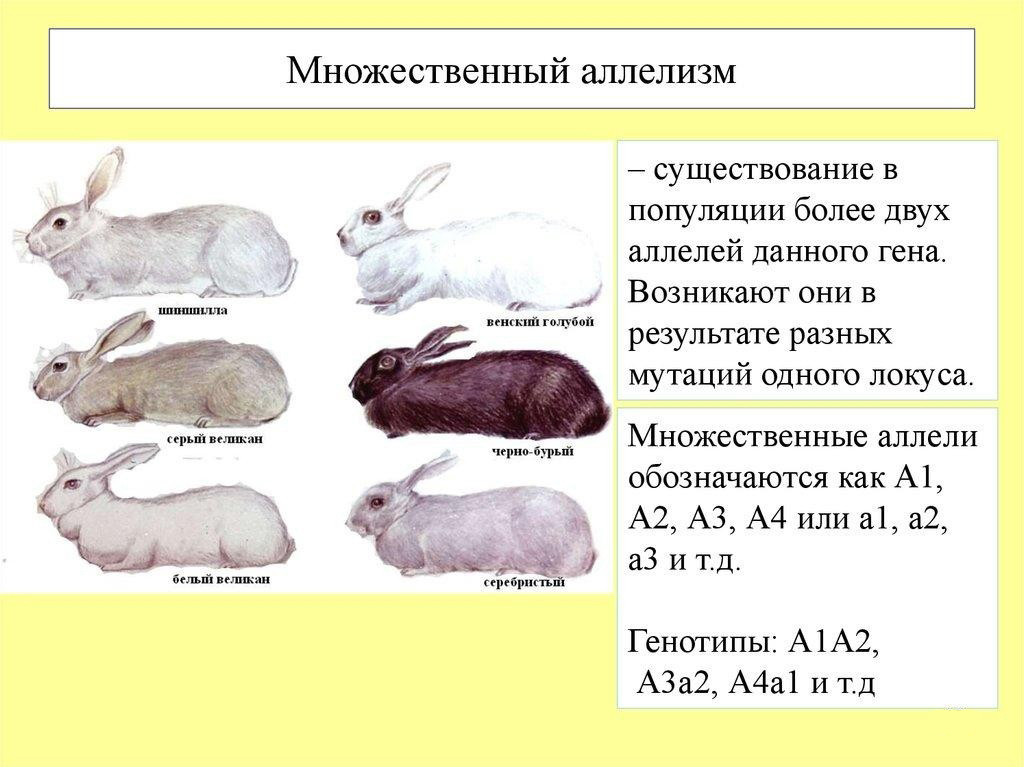 Множественный аллелизм
– существование в
популяции более двух
аллелей данного гена.
Возникают они в
результате разных
мутаций одного локуса.
шиншилла
венский голубой
серый великан
черно-бурый
белый великан
серебристый
Множественные аллели
обозначаются как А1,
А2, А3, А4 или а1, а2,
а3 и т.д.
Генотипы: А1А2,
А3а2, А4а1 и т.д